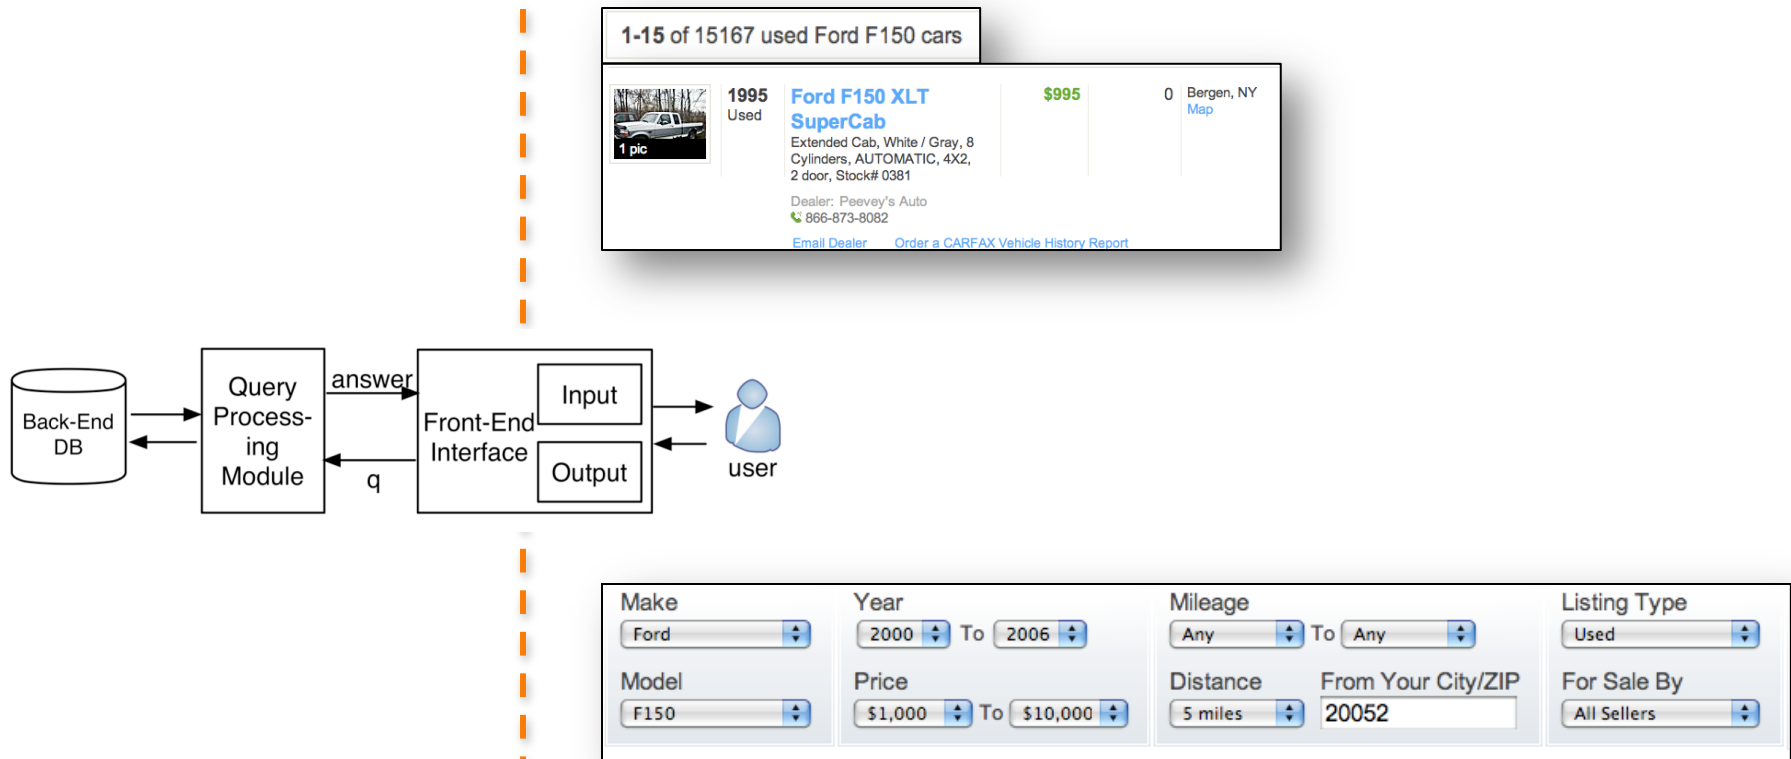 1-15 of 15167 used Ford F150 cars
1 pic
1995
Used
Ford F150 XLT
SuperCab
Extended Cab, White / Gray, 8
Cylinders, AUTOMATIC, 4X2,
2 door, Stock# 0381
Dealer: Peevey's Auto
866-873-8082
Email Dealer Order a CARFAX Vehicle History Report
$995
0
Bergen, NY
Map
Back-End
DB
Query
Process-
ing
Module
answer
q
Front-End
Interface
Input
Output
user
Make
Ford
Model
F150
Year
2000 To 2006
Price
$1,000 To $10,000
Mileage
Any To Any
Distance From Your City/ZIP
5 miles 20052
Listing Type
Used
For Sale By
All Sellers